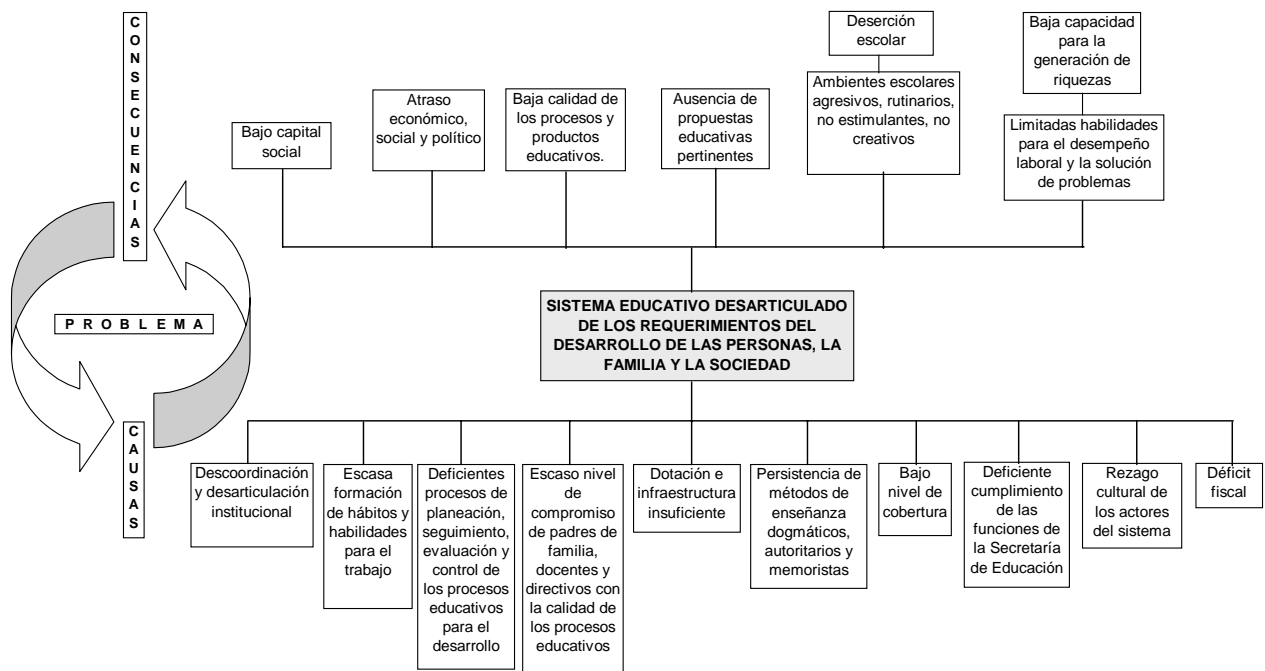 C O N S E C U E N C I A S
Deserción
escolar
Baja capacidad
para la
generación de
riquezas
Bajo capital
social
Atraso
económico,
social y político
Baja calidad de
los procesos y
productos
educativos.
Ausencia de
propuestas
educativas
pertinentes
Ambientes escolares
agresivos, rutinarios,
no estimulantes, no
creativos
Limitadas habilidades
para el desempeño
laboral y la solución
de problemas
P R O B L E M A
SISTEMA EDUCATIVO DESARTICULADO
DE LOS REQUERIMIENTOS DEL
DESARROLLO DE LAS PERSONAS, LA
FAMILIA Y LA SOCIEDAD
C A U S A S
Descoordinación
y desarticulación
institucional
Escasa
formación
de hábitos y
habilidades
para el
trabajo
Deficientes
procesos de
planeación,
seguimiento,
evaluación y
control de
los procesos
educativos
para el
desarrollo
Escaso nivel
de
compromiso
de padres de
familia,
docentes y
directivos con
la calidad de
los procesos
educativos
Dotación e
infraestructura
insuficiente
Persistencia de
métodos de
enseñanza
dogmáticos,
autoritarios y
memoristas
Bajo
nivel de
cobertura
Deficiente
cumplimiento
de las
funciones de
la Secretaría
de Educación
Rezago
cultural de
los actores
del sistema
Déficit
fiscal